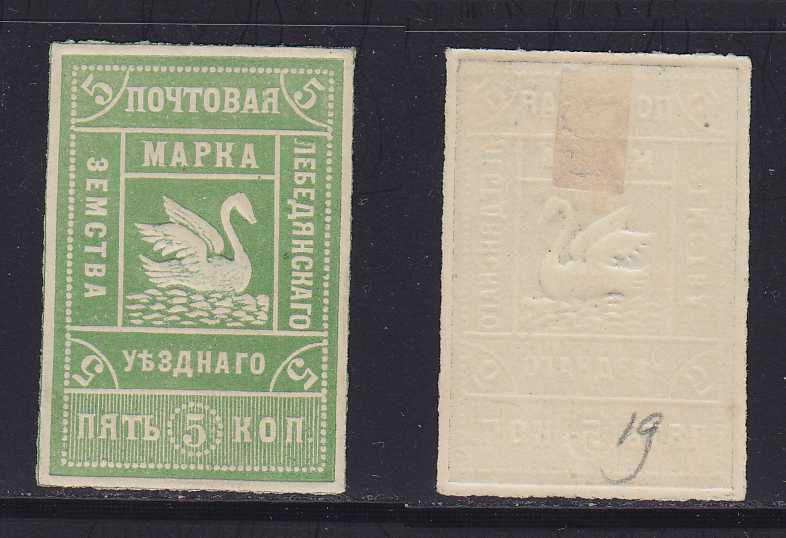 5 ПОЧТОВАЯ 5
МАРКА
ЗЕМСТВА
ЛЕБЕДЯНСКАГО
5 УѢЗДНАГО 5
ПЯТЬ 5 КОП.
19